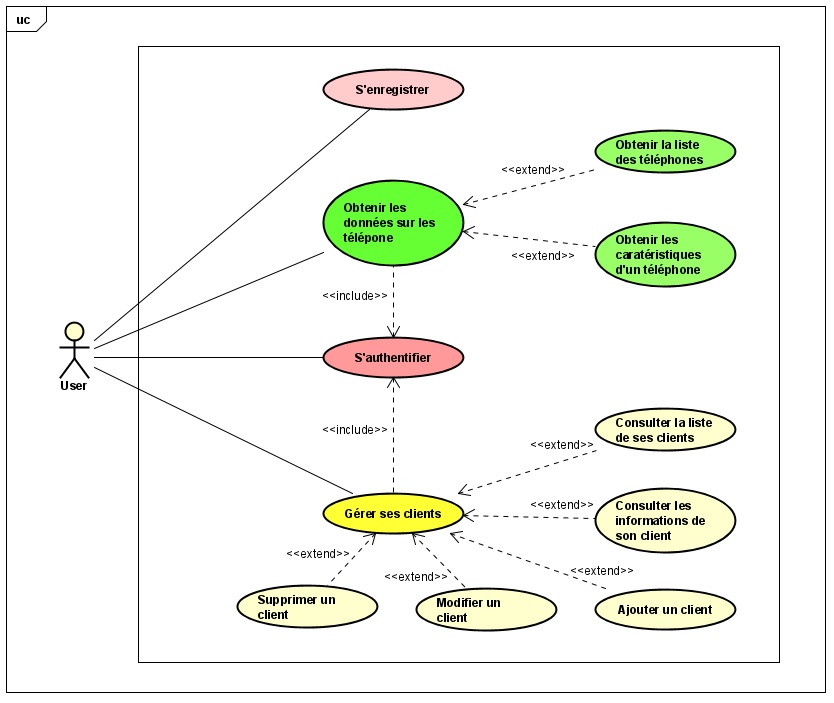 uc
S'enregistrer
Obtenir la liste
des téléphones
<<extend>>
Obtenir les
données sur les
télépone
Obtenir les
caratéristiques
d'un téléphone
<<extend>>
<<include>>
S'authentifier
User
<<include>>
Consulter la liste
de ses clients
<<extend>>
Gérer ses clients
<<extend>>
Consulter les
informations de
son client
<<extend>>
<<extend>>
<<extend>>
Supprimer un
client
Modifier un
client
Ajouter un client